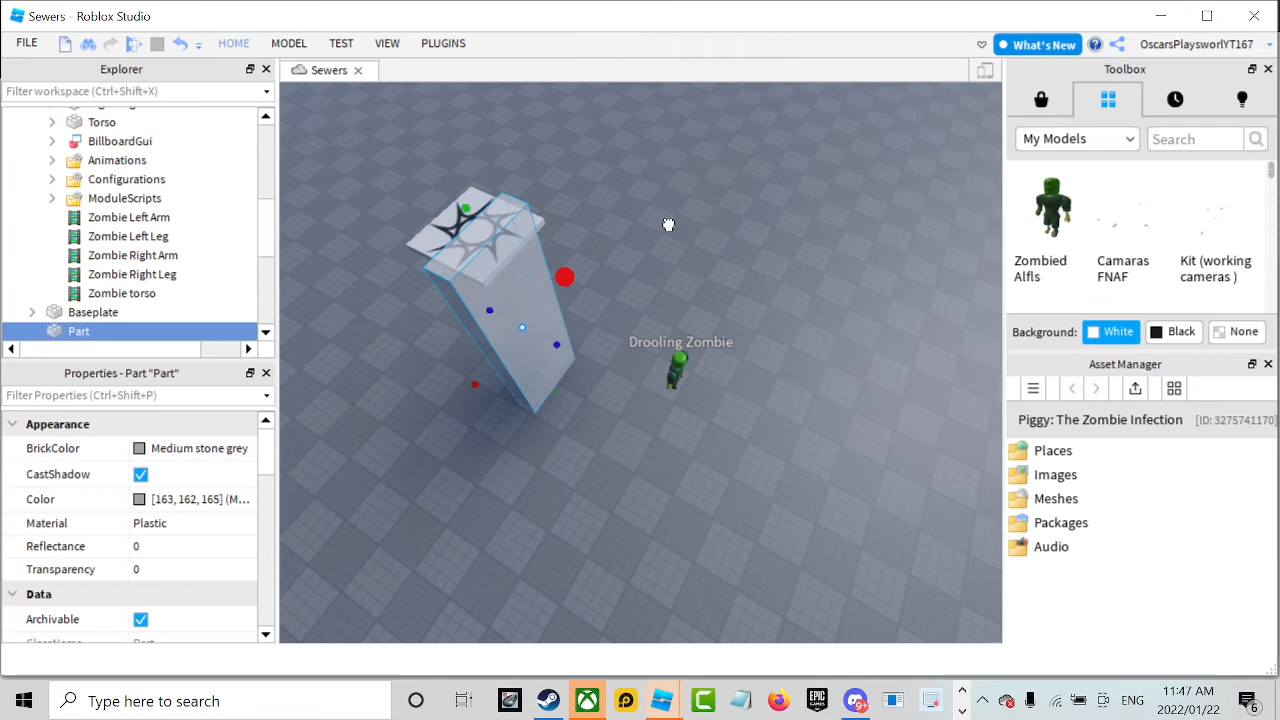 Sewers - Roblox Studio
FILE HOME MODEL TEST VIEW PLUGINS What's New OscarsPlaysworlYT167
Explorer
Filter workspace (Ctrl+Shift+X)
Torso
BillboardGui
Animations
Configurations
ModuleScripts
Zombie Left Arm
Zombie Left Leg
Zombie Right Arm
Zombie Right Leg
Zombie torso
Baseplate
Part
Properties - Part "Part"
Filter Properties (Ctrl+Shift+P)
Appearance
BrickColor Medium stone grey
CastShadow
Color [163, 162, 165] (M...
Material Plastic
Reflectance 0
Transparency 0
Data
Archivable
Sewers
Drooling Zombie
Toolbox
My Models Search
Zombied Camaras Kit (working
Alfls FNAF cameras )
Background: White Black None
Asset Manager
Piggy: The Zombie Infection [ID: 3275741170]
Places
Images
Meshes
Packages
Audio
Type here to search
EPIC
GAMES
ENG
11:47 AM
2022/01/22
6